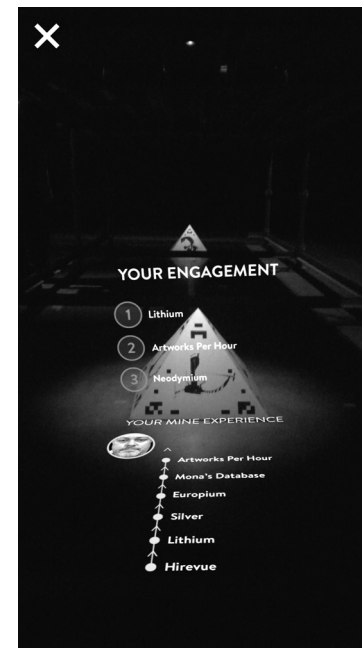 YOUR ENGAGEMENT
1 Lithium
2 Artworks Per Hour
3 Neodymium
YOUR MINE EXPERIENCE
Artworks Per Hour
Mona's Database
Europium
Silver
Lithium
Hirevue